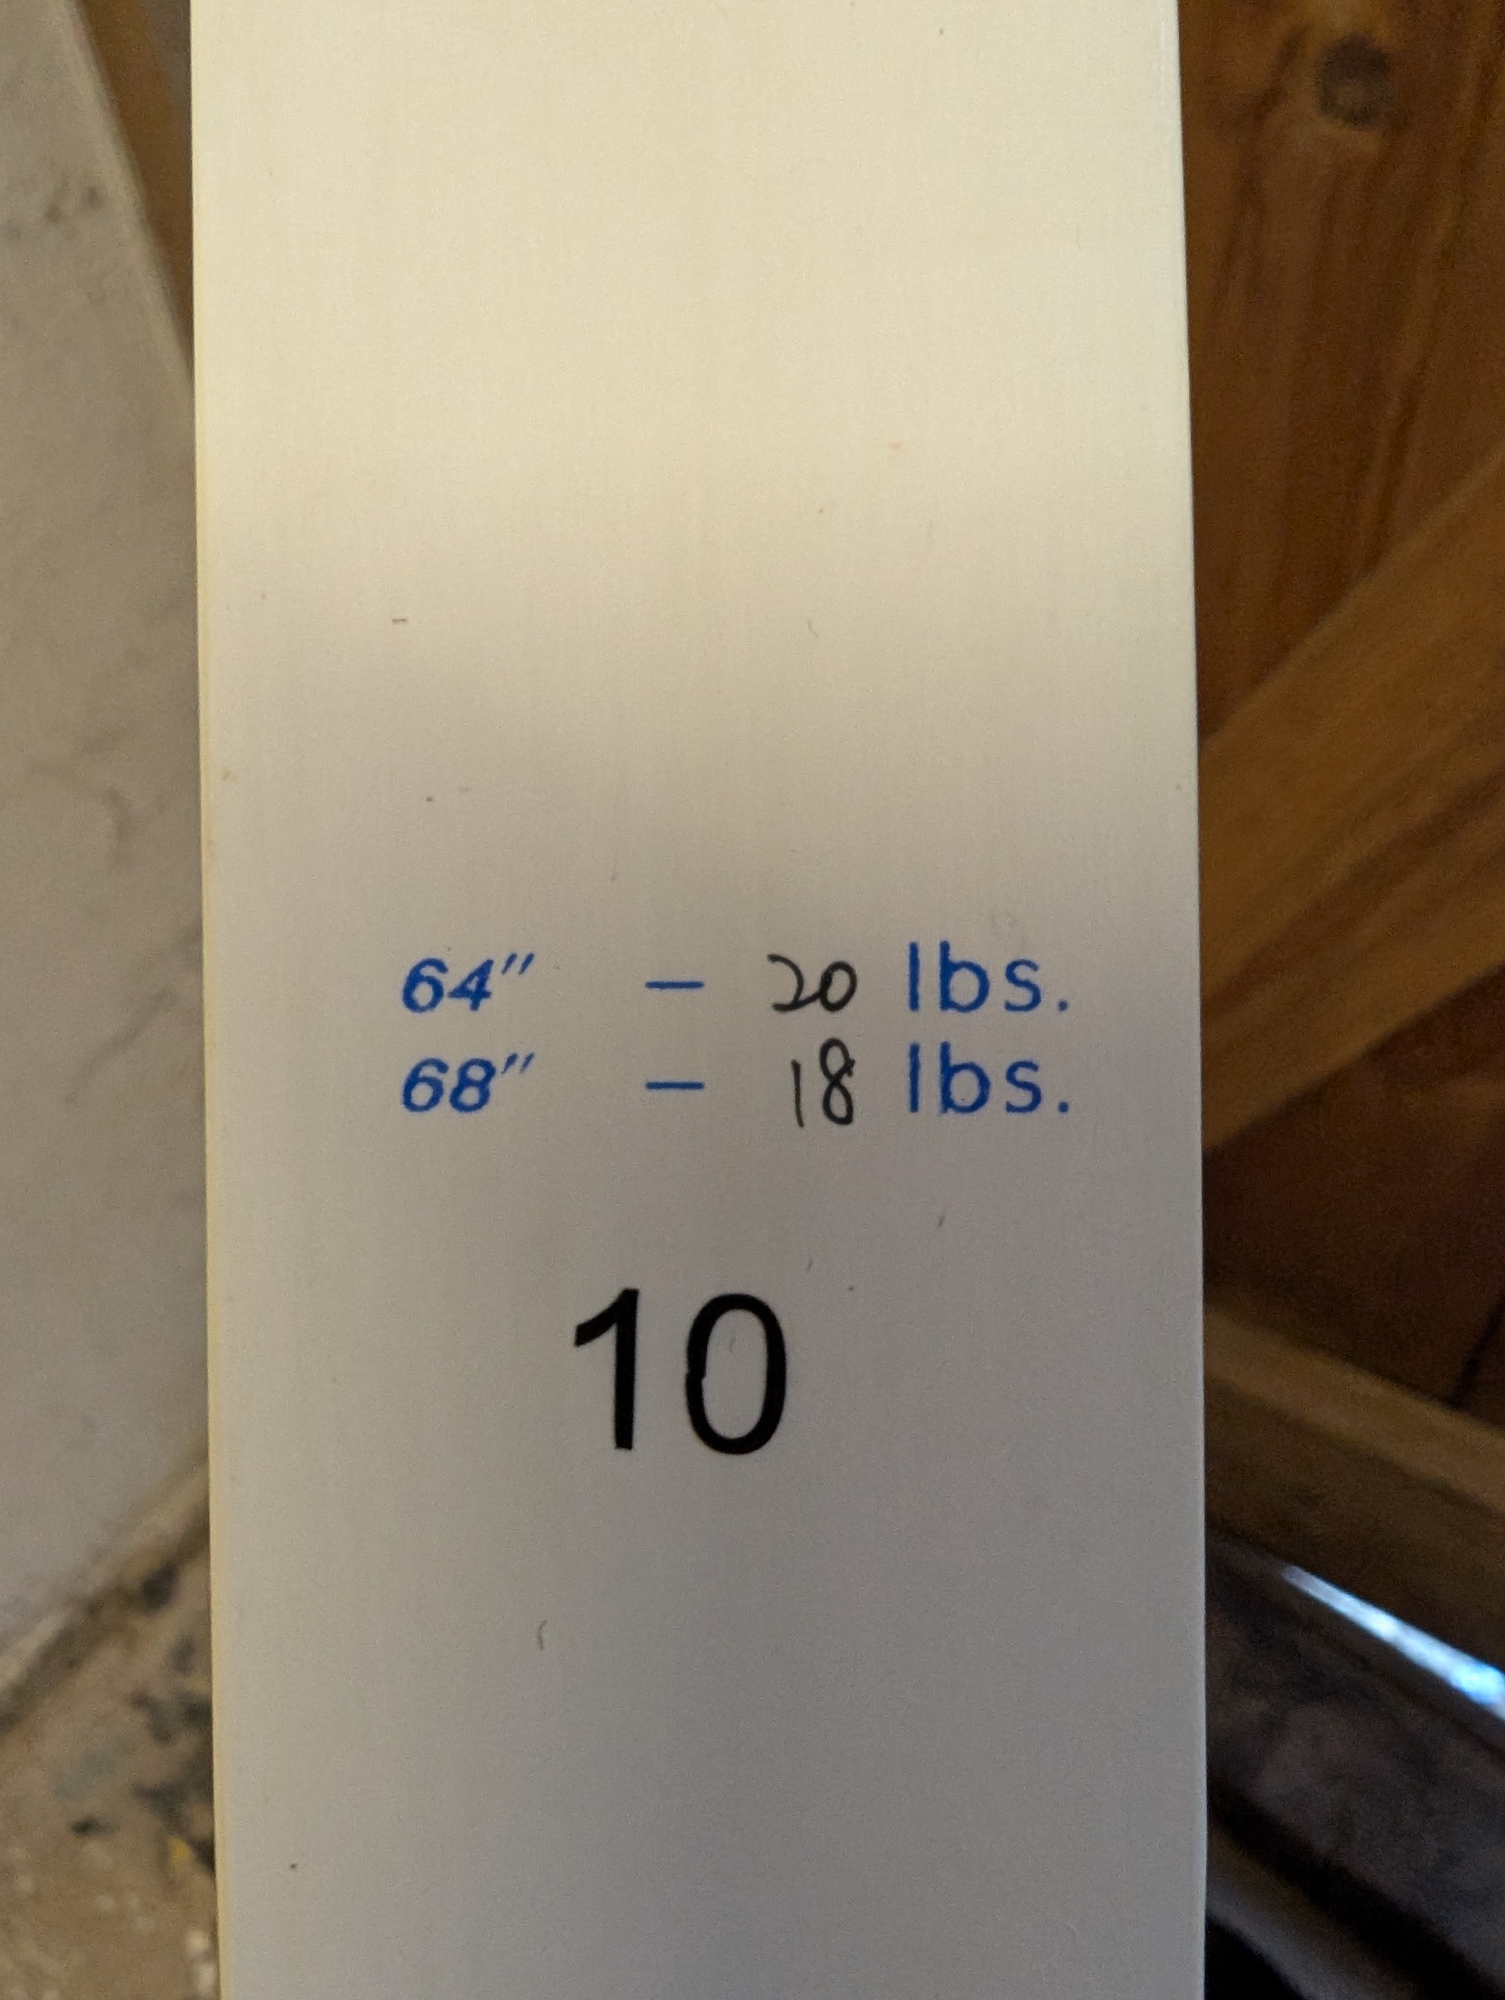 64" – 20 lbs.
68" – 18 lbs.
10